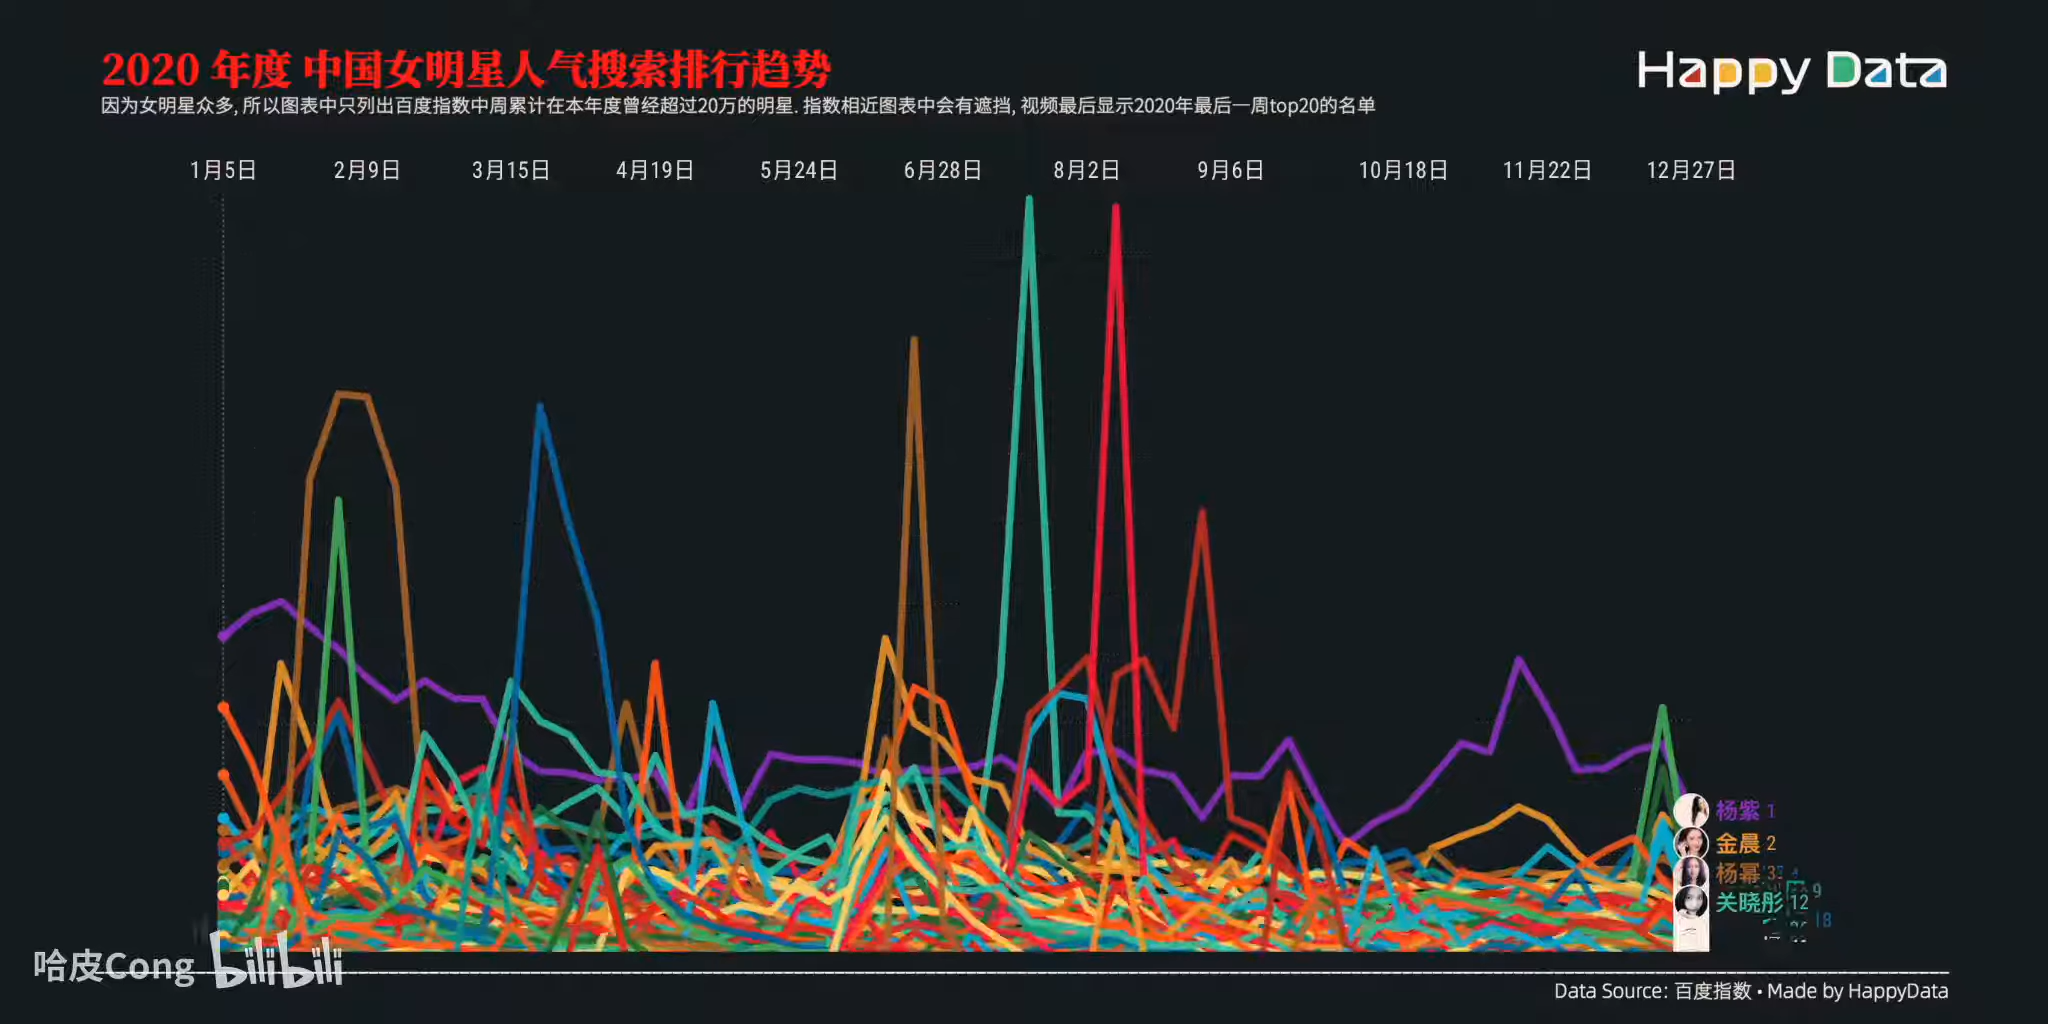 2020 年度 中国女明星人气搜索排行趋势
Happy Data
因为女明星众多, 所以图表中只列出百度指数中周累计在本年度曾经超过20万的明星. 指数相近图表中会有遮挡, 视频最后显示2020年最后一周top20的名单
1月5日 2月9日 3月15日 4月19日 5月24日 6月28日 8月2日 9月6日 10月18日 11月22日 12月27日
杨紫 1
金晨 2
杨幂 3
9
关晓彤 12
18
哈皮Cong bilibili
Data Source: 百度指数 • Made by HappyData